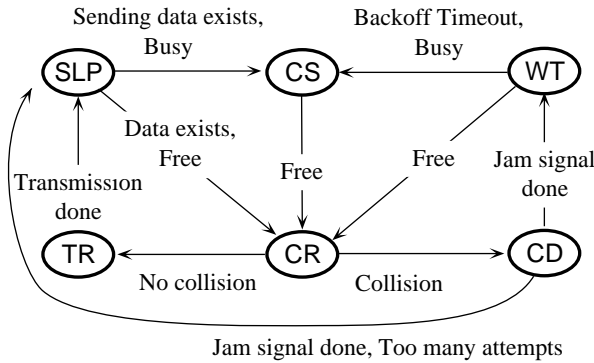 Sending data exists,
Busy
Backoff Timeout,
Busy
SLP
CS
WT
Data exists,
Free
Free
Free
Jam signal
done
Transmission
done
TR
CR
CD
No collision
Collision
Jam signal done, Too many attempts